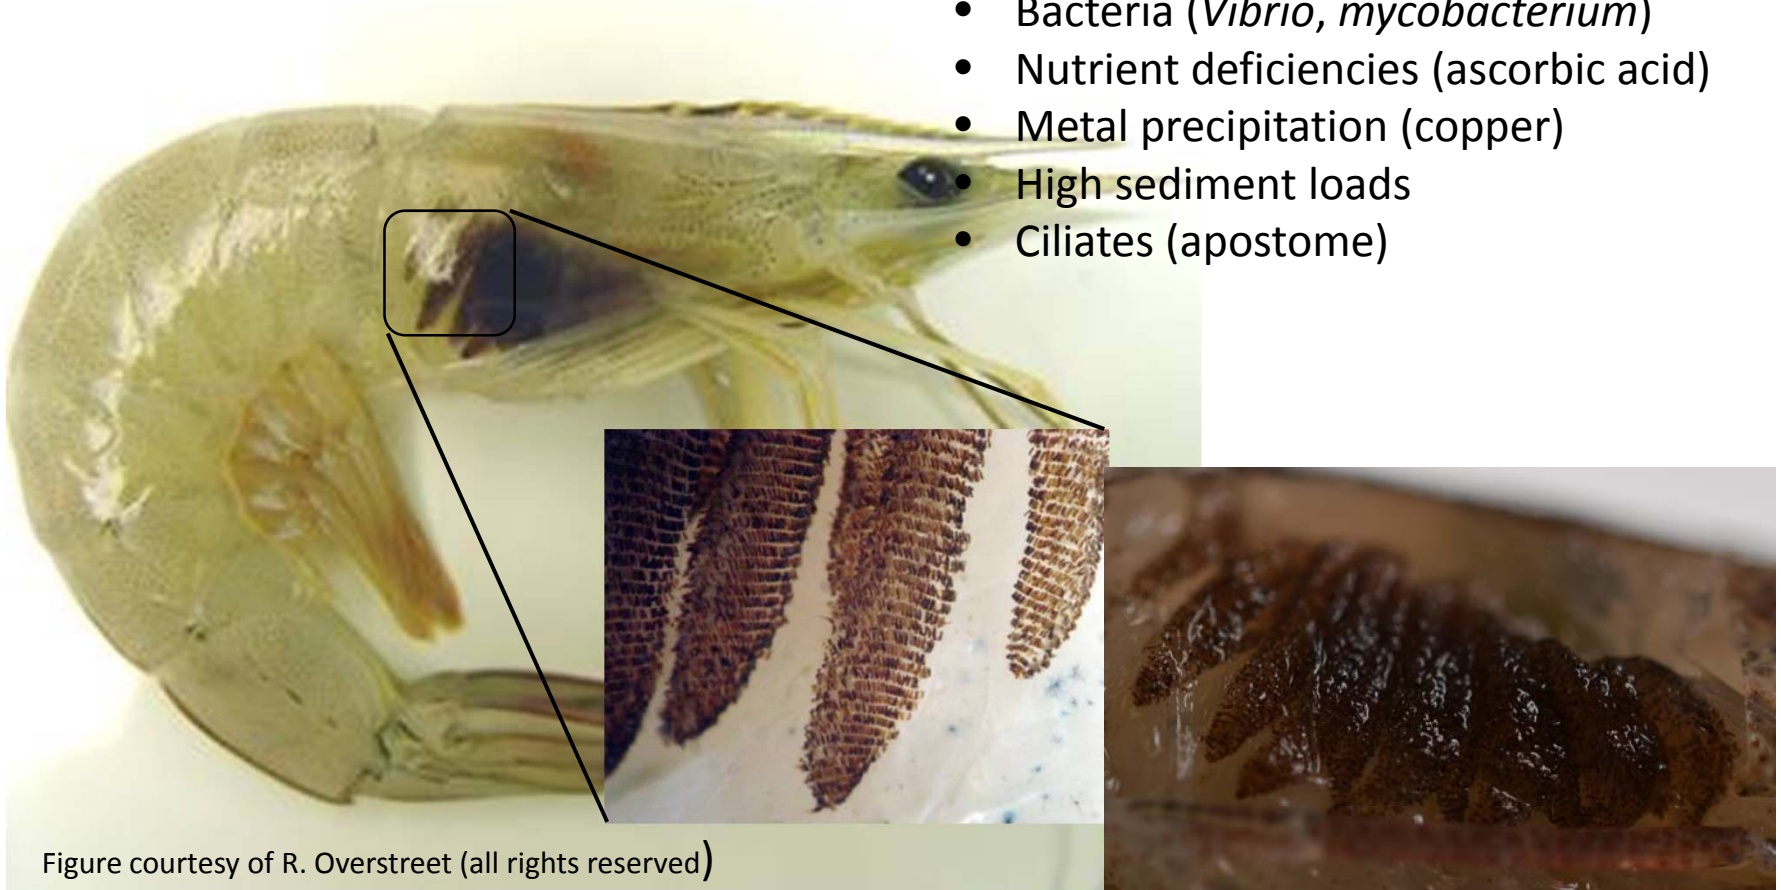 • Bacteria (Vibrio, mycobacterium)
• Nutrient deficiencies (ascorbic acid)
• Metal precipitation (copper)
• High sediment loads
• Ciliates (apostome)
Figure courtesy of R. Overstreet (all rights reserved)